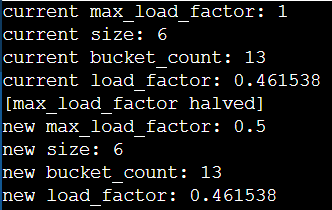 current max_load_factor: 1
current size: 6
current bucket_count: 13
current load_factor: 0.461538
[max_load_factor halved]
new max_load_factor: 0.5
new size: 6
new bucket_count: 13
new load_factor: 0.461538